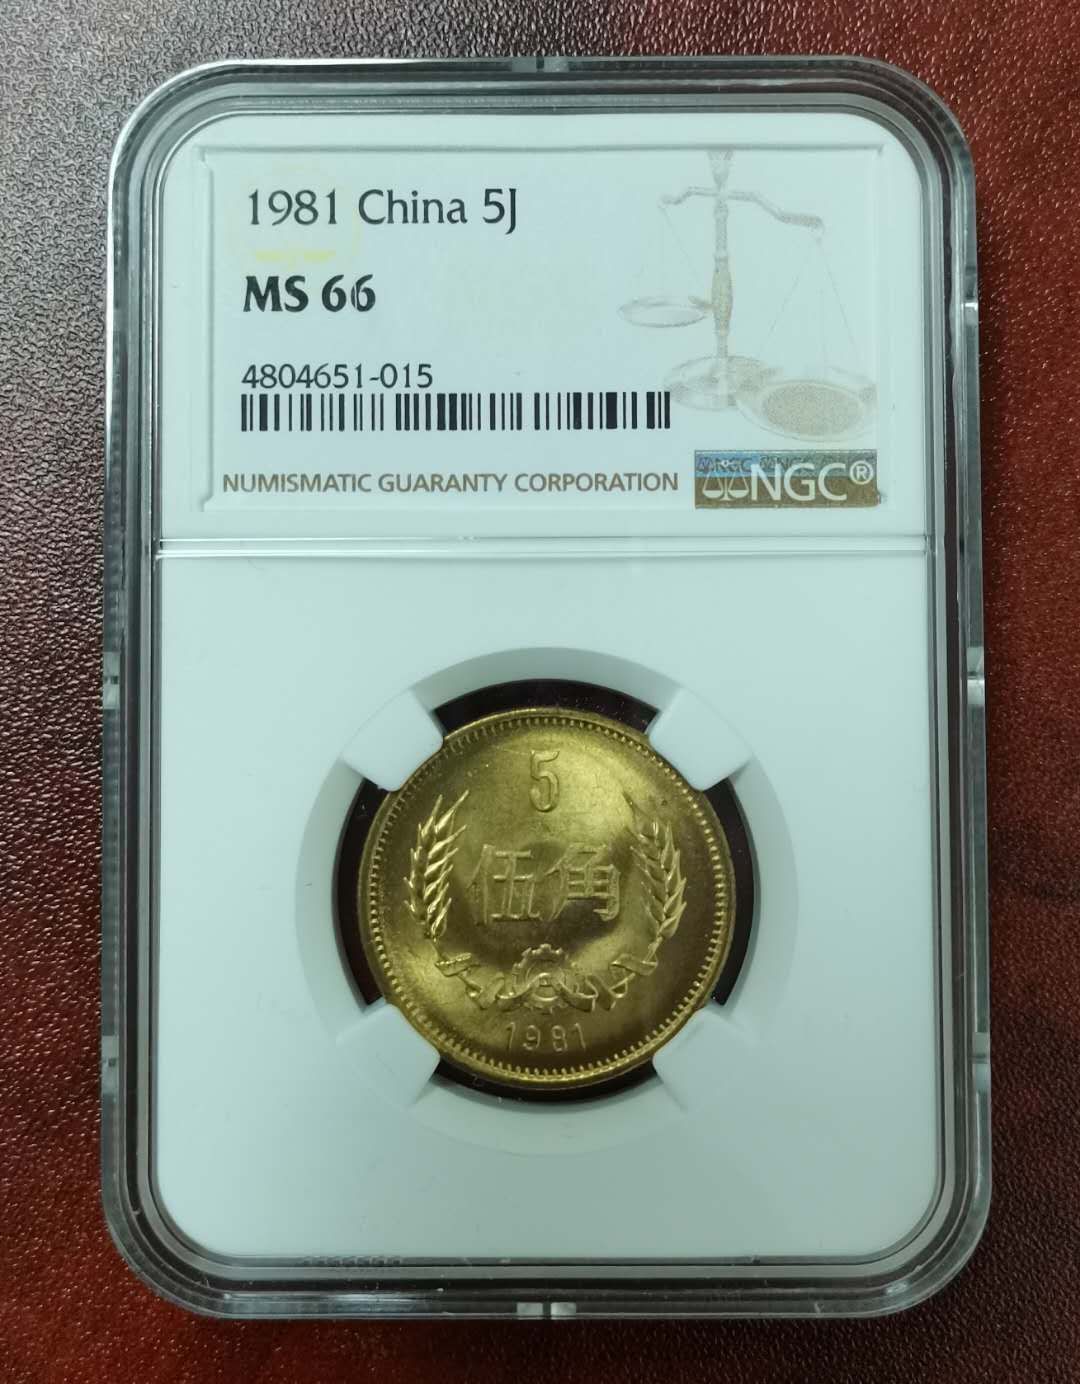 1981 China 5J
MS 66
4804651-015
NUMISMATIC GUARANTY CORPORATION
NGC®
5
伍角
1981